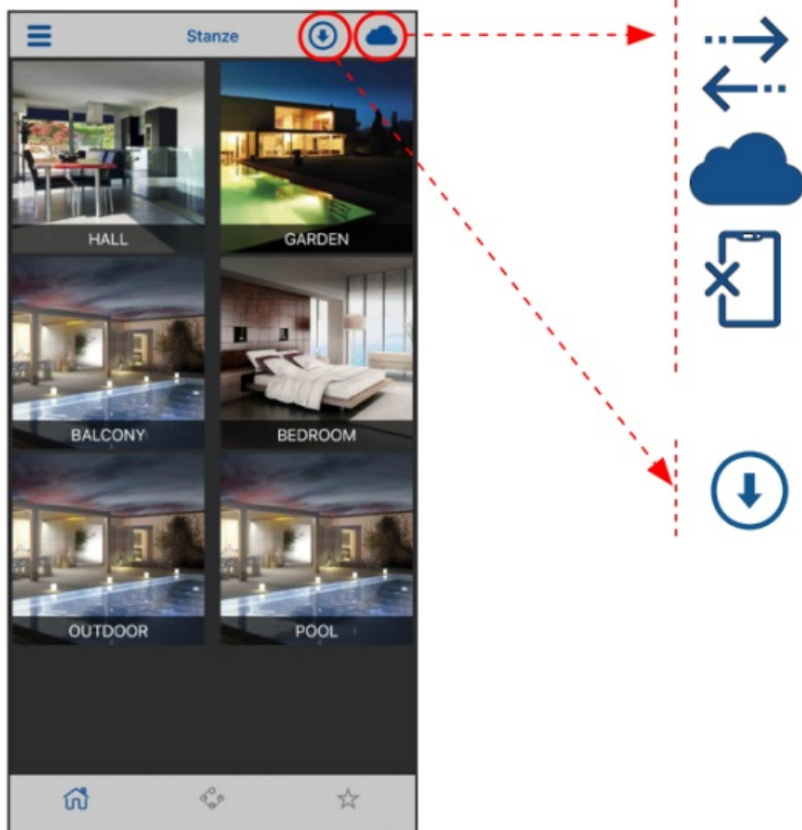 Stanze
HALL
GARDEN
BALCONY
BEDROOM
OUTDOOR
POOL